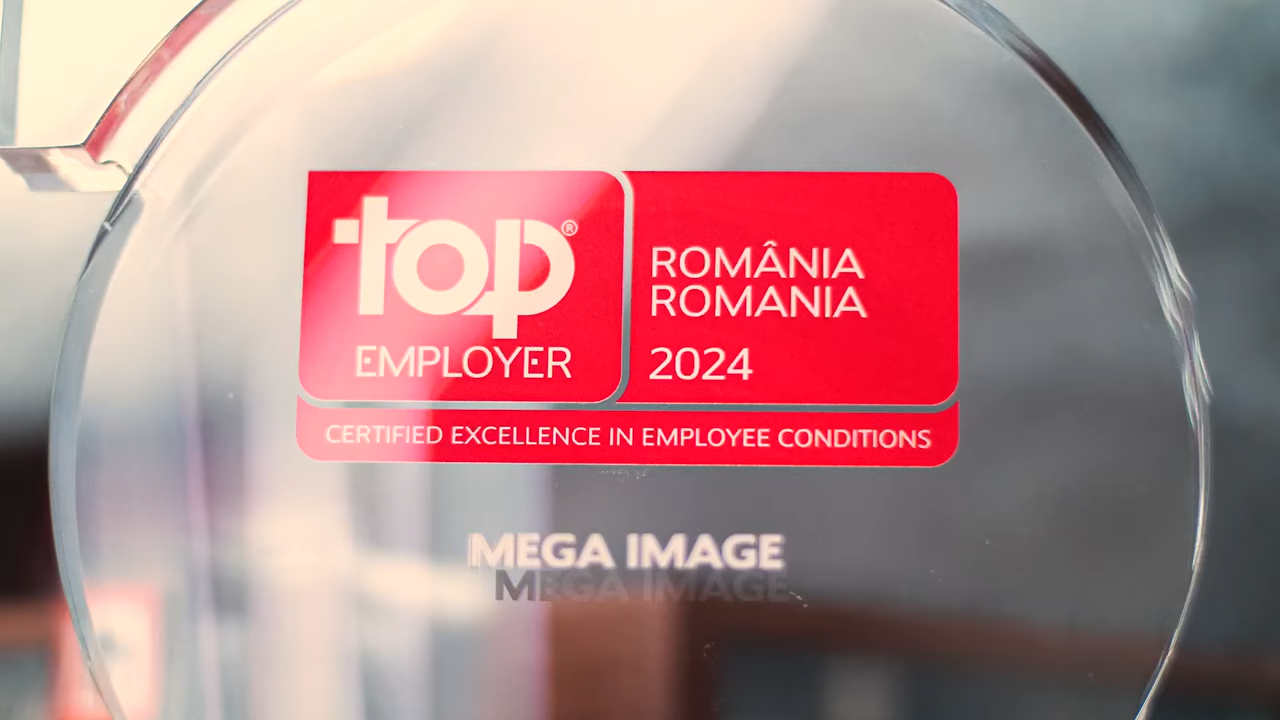 top®
EMPLOYER
ROMÂNIA
ROMANIA
2024
CERTIFIED EXCELLENCE IN EMPLOYEE CONDITIONS
MEGA IMAGE